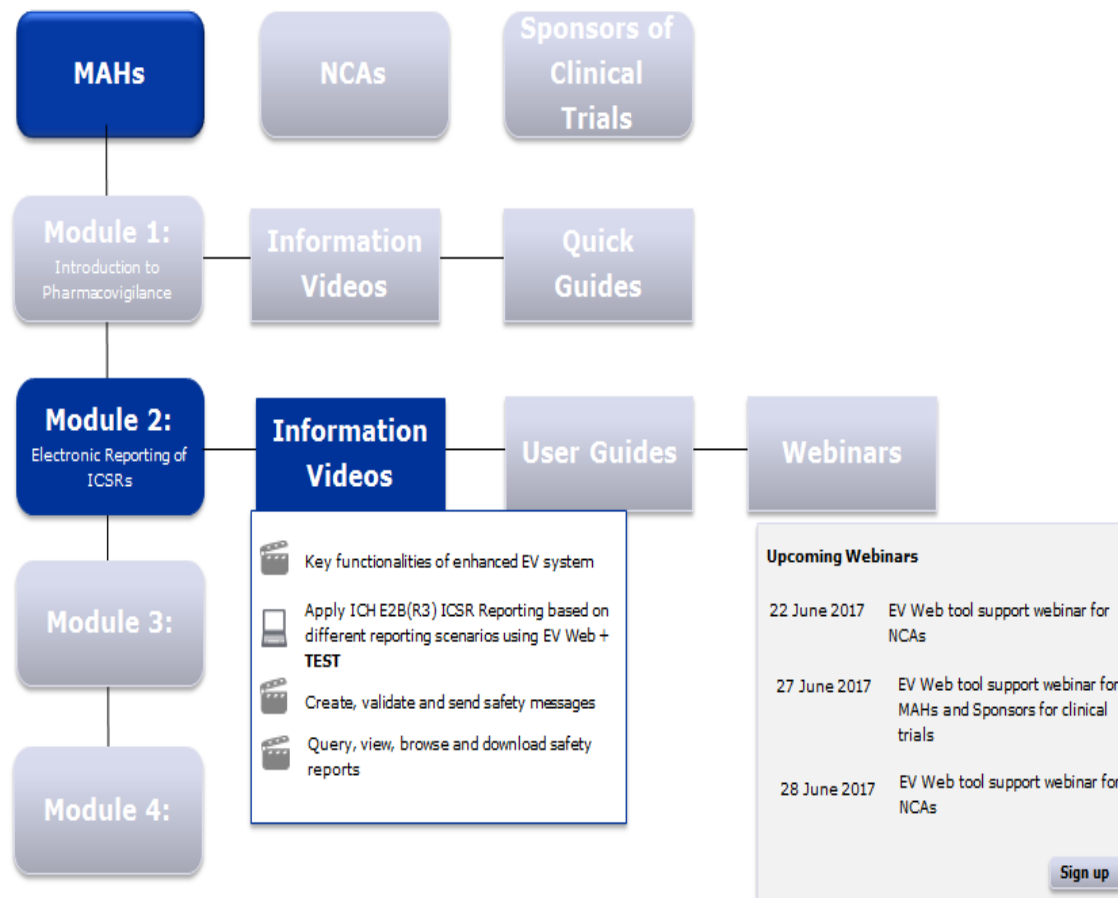 MAHs
NCAs
Sponsors of
Clinical
Trials
Module 1:
Introduction to
Pharmacovigilance
Information
Videos
Quick
Guides
Module 2:
Electronic Reporting of
ICSRs
Information
Videos
User Guides
Webinars
Key functionalities of enhanced EV system
Apply ICH E2B(R3) ICSR Reporting based on
different reporting scenarios using EV Web +
TEST
Create, validate and send safety messages
Query, view, browse and download safety
reports
Upcoming Webinars
22 June 2017 EV Web tool support webinar for
NCAs
27 June 2017 EV Web tool support webinar for
MAHs and Sponsors for clinical
trials
28 June 2017 EV Web tool support webinar for
NCAs
Sign up
Module 3:
Module 4: